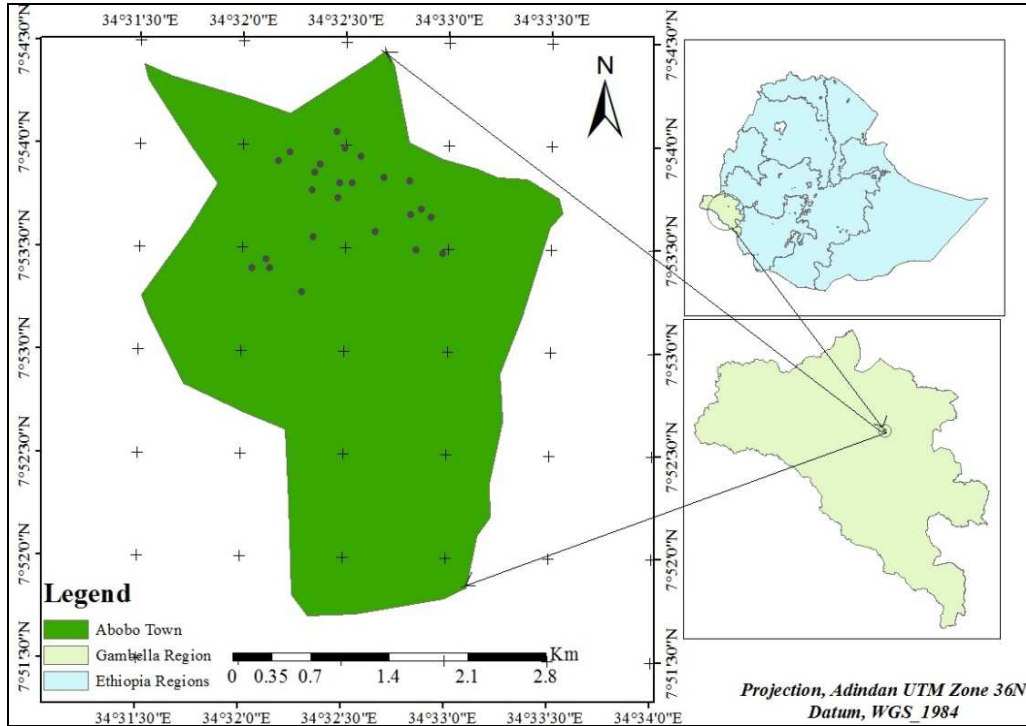 34°31'30"E 34°32'0"E 34°32'30"E 34°33'0"E 34°33'30"E
7°54'30"N 7°54'30"N
N
7°54'0"N 7°54'0"N
7°53'30"N 7°53'30"N
7°53'0"N 7°53'0"N
7°52'30"N 7°52'30"N
7°52'0"N 7°52'0"N
7°51'30"N 7°51'30"N
Legend
Abobo Town
Gambella Region
Ethiopia Regions
Km
0 0.35 0.7 1.4 2.1 2.8
34°31'30"E 34°32'0"E 34°32'30"E 34°33'0"E 34°33'30"E 34°34'0"E
Projection, Adindan UTM Zone 36N
Datum, WGS_1984